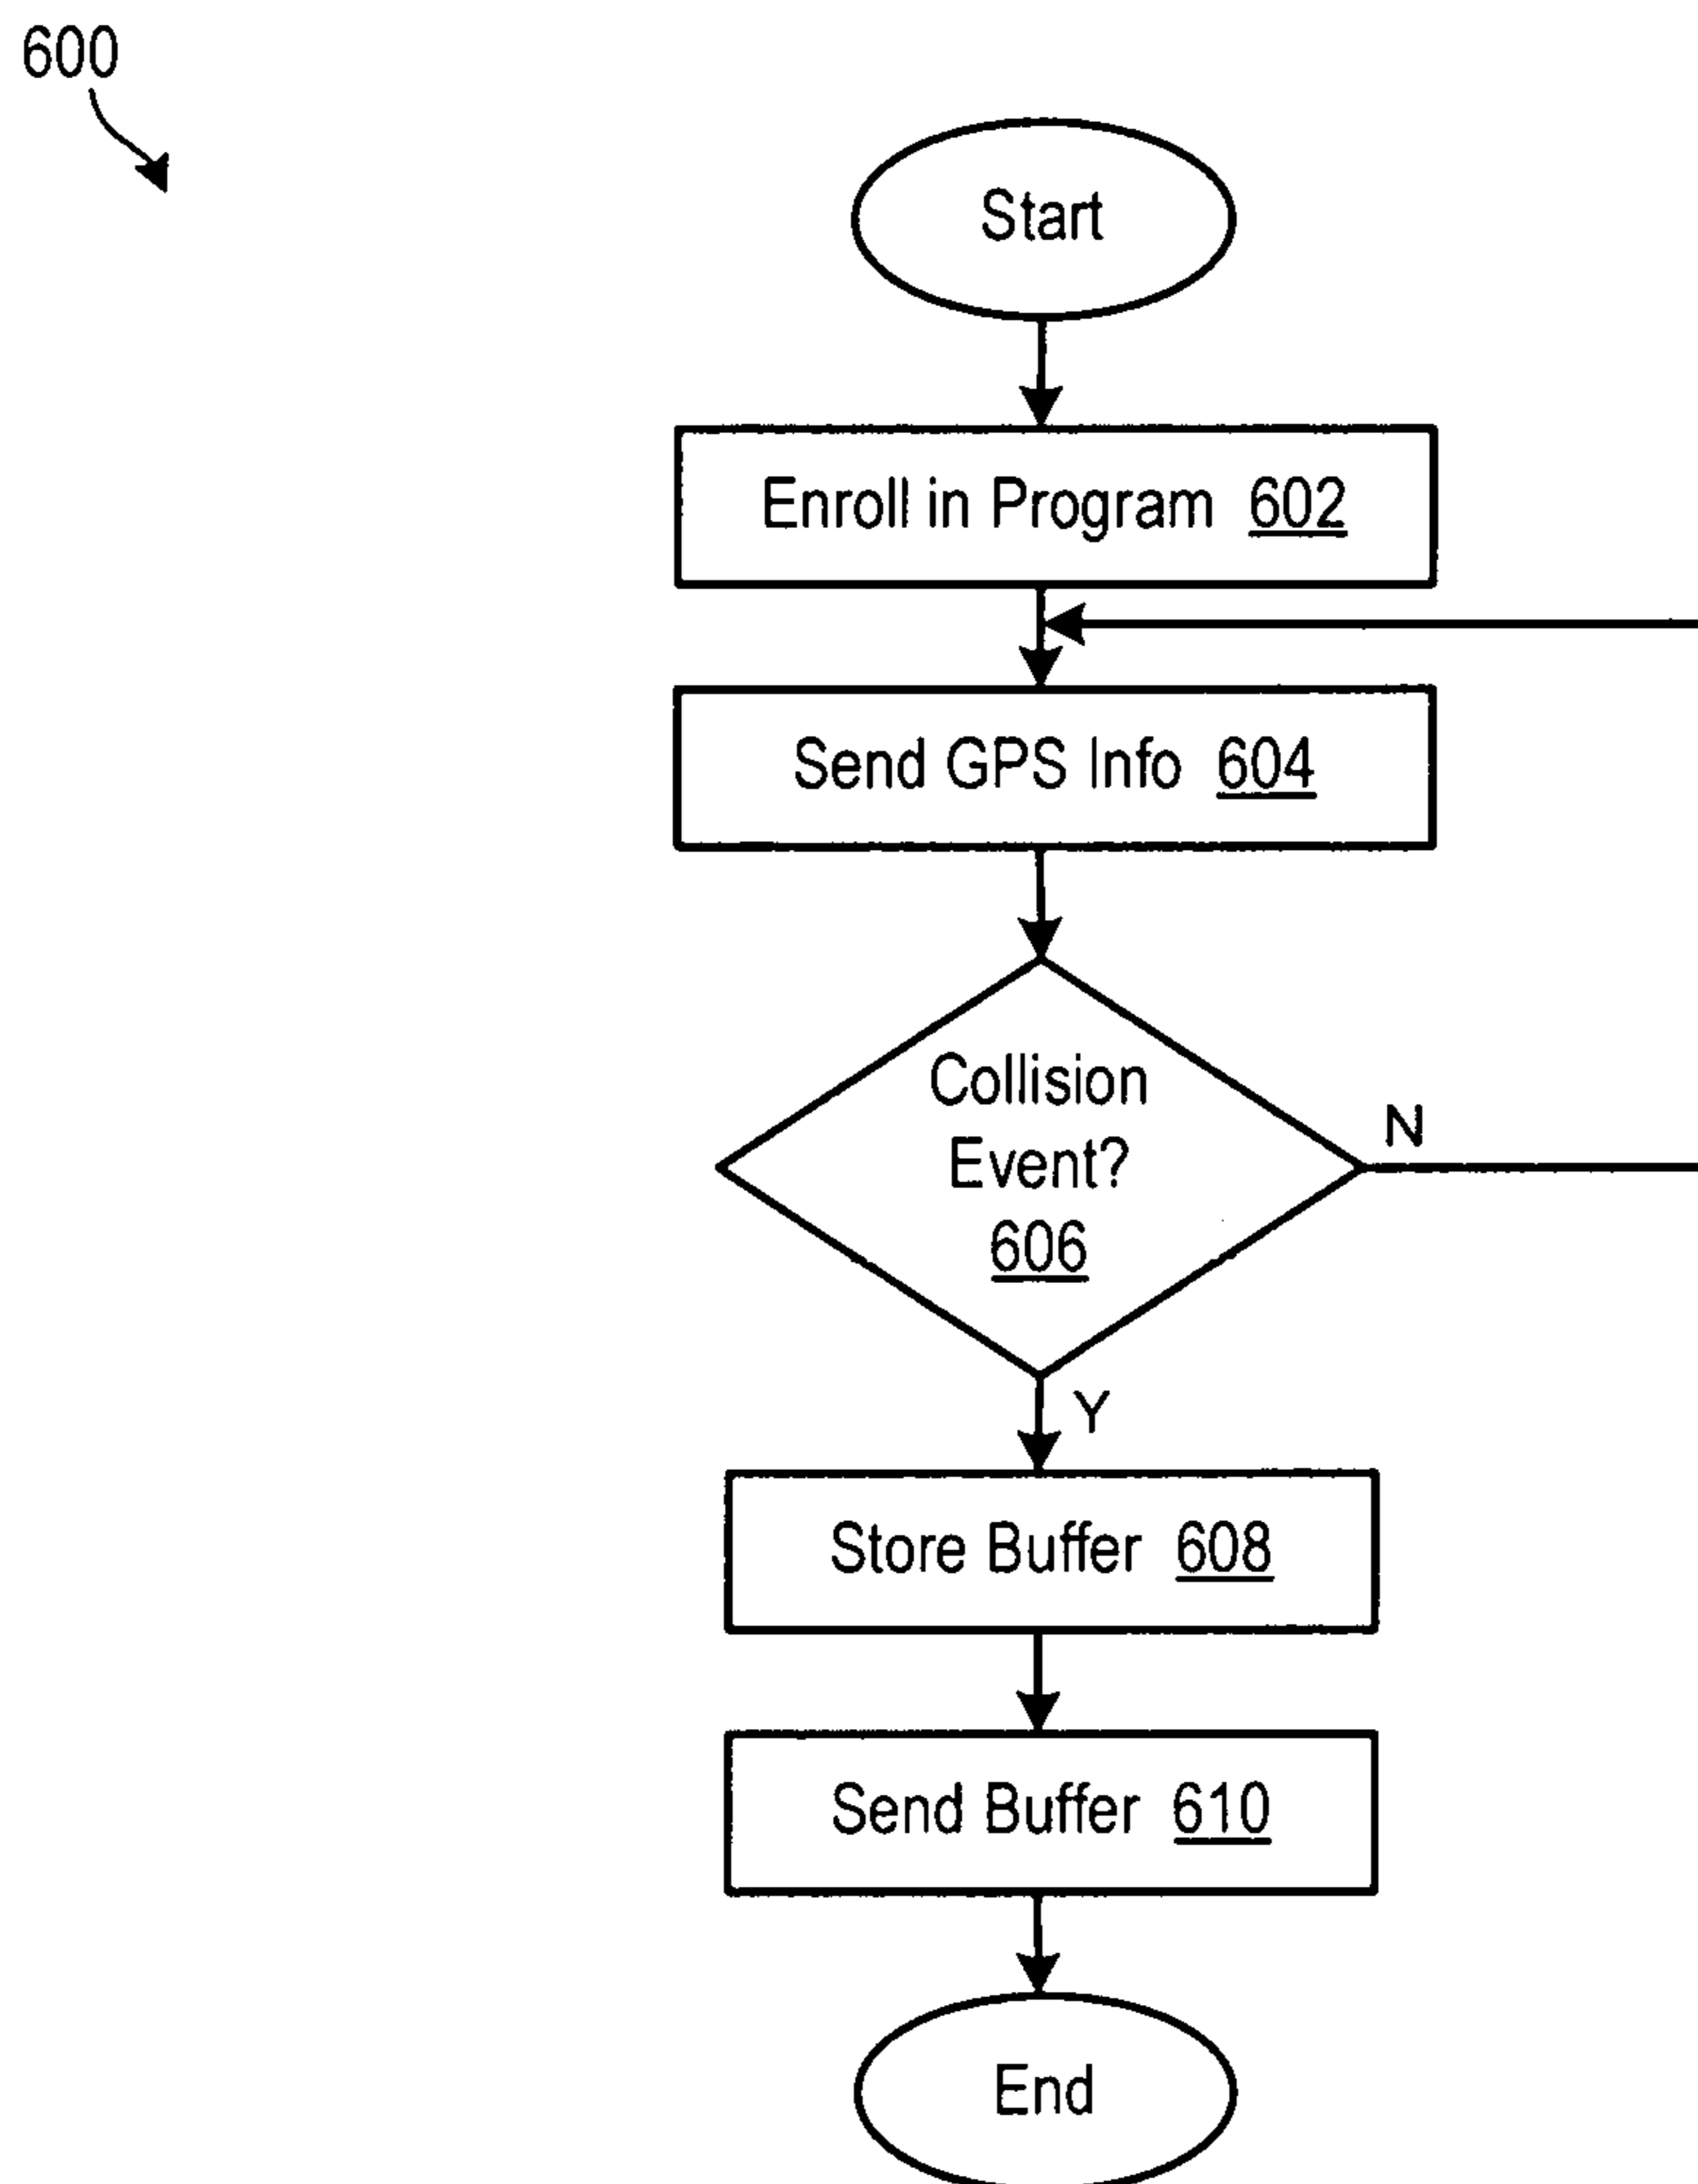 600
Start
Enroll in Program 602
Send GPS Info 604
Collision
Event?
606
N
Y
Store Buffer 608
Send Buffer 610
End